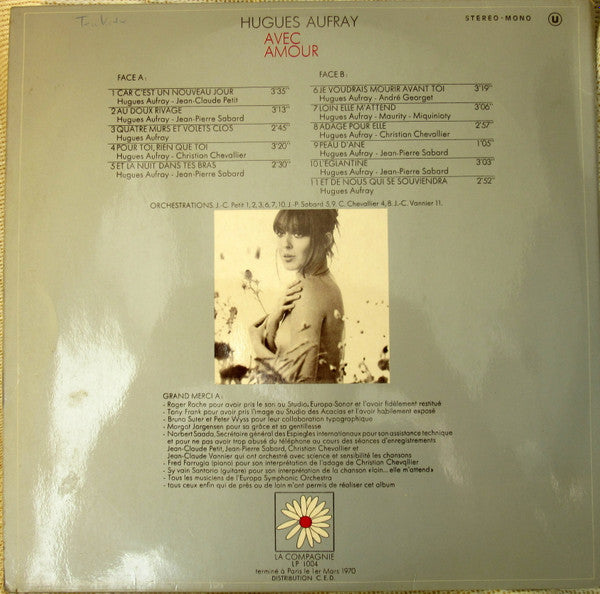 HUGUES AUFRAY
AVEC
AMOUR
STEREO-MONO
U
FACE A:
1 CAR C'EST UN NOUVEAU JOUR 3'35"
Hugues Aufray - Jean-Claude Petit
2 AU DOUX RIVAGE 3'13"
Hugues Aufray - Jean-Pierre Sabard
3 QUATRE MURS ET VOLETS CLOS 2'45"
Hugues Aufray
4 POUR TOI, RIEN QUE TOI 3'20"
Hugues Aufray - Christian Chevallier
5 ET LA NUIT DANS TES BRAS 2'30"
Hugues Aufray - Jean-Pierre Sabard
FACE B:
6 JE VOUDRAIS MOURIR AVANT TOI 3'19"
Hugues Aufray - André Georget
7 LOIN ELLE M'ATTEND 3'06"
Hugues Aufray - Maurity - Miquiniaty
8 ADAGE POUR ELLE 2'57"
Hugues Aufray - Christian Chevallier
9 PEAU D'ANE 1'05"
Hugues Aufray - Jean-Pierre Sabard
10 L'EGLANTINE 3'03"
Hugues Aufray - Jean-Pierre Sabard
11 ET DE NOUS QUI SE SOUVIENDRA 2'52"
Hugues Aufray
ORCHESTRATIONS. J.-C. Petit 1, 2, 3, 6, 7, 10. J.-P. Sabard 5, 9. C. Chevallier 4, 8. J.-C. Vannier 11.
GRAND MERCI A:
- Roger Roche pour avoir pris le son au Studio. Europa-Sonor et l'avoir fidèlement restitué
- Tony Frank pour avoir pris l'image au Studio des Acacias et l'avoir habilement exposé
- Bruno Suter et Peter Wyss pour leur collaboration typographique
- Margot Jorgensen pour sa grâce et sa gentillesse
- Norbert Saada, Secrétaire général des Espiegles internationaux pour son assistance technique
et pour ne pas avoir trop abusé du téléphone au cours des séances d'enregistrements
Jean-Claude Petit, Jean-Pierre Sabard, Christian Chevallier et
Jean-Claude Vannier qui ont orchestré avec science et sensibilité les chansons
- Fred Farrugia (piano) pour son interprétation de l'adage de Christian Chevallier
- Sylvain Santoria (guitare) pour son interprétation de la chanson «loin... elle m'attend»
- Tous les musiciens de l'Europa Symphonic Orchestra
- tous ceux enfin qui de près ou de loin m'ont permis de réaliser cet album
LA COMPAGNIE
LP 1004
terminé à Paris le 1er Mars 1970
DISTRIBUTION C.E.D.